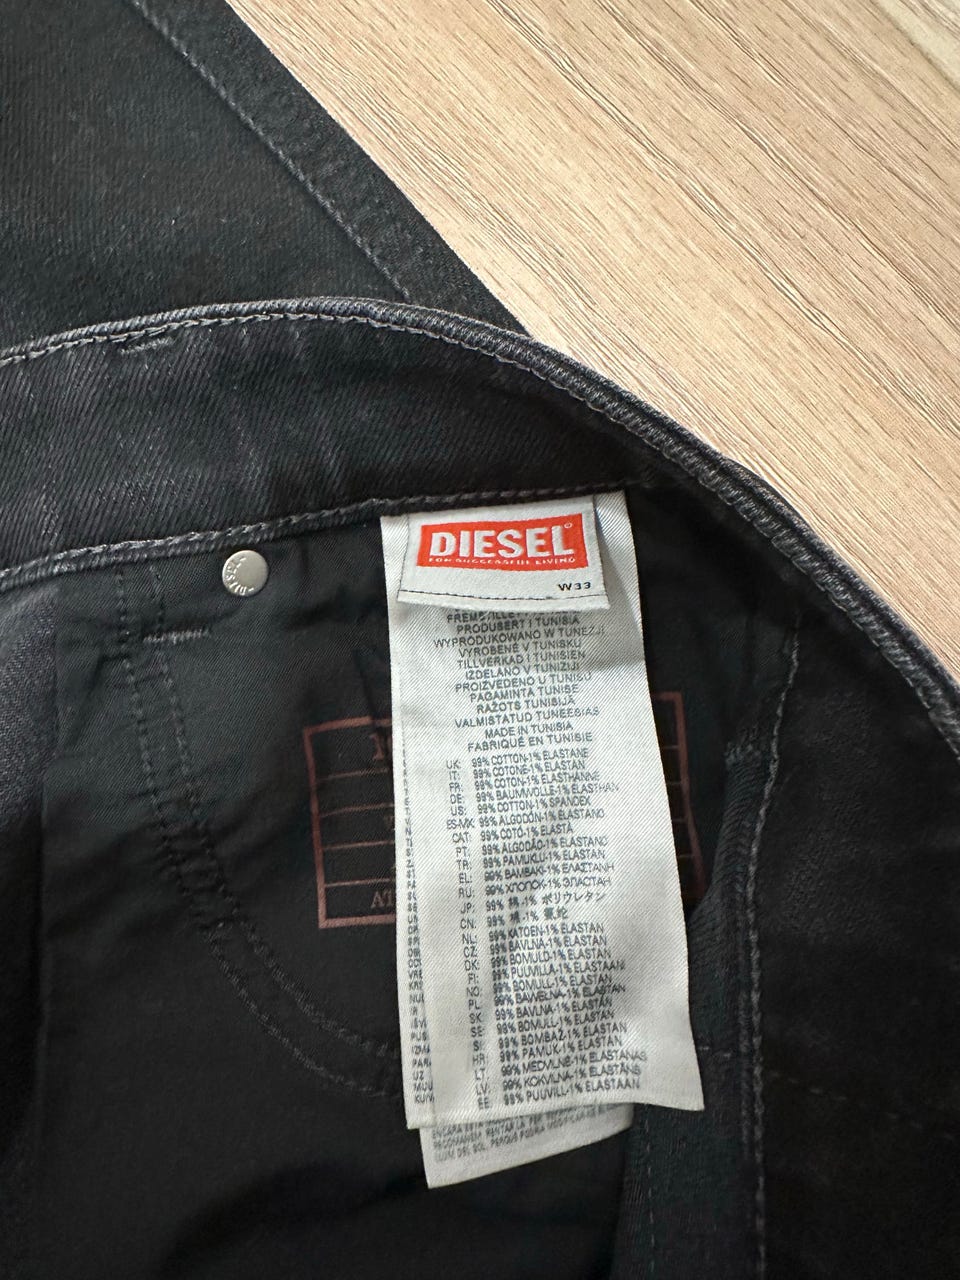 DIESEL
FOR SUCCESSFUL LIVING
W33
PRODUSERT I TUNISIA
WYPRODUKOWANO W TUNEZJI
VYROBENÉ V TUNISKU
TILLVERKAD I TUNISIEN
IZDELANO V TUNIZIJI
PROIZVEDENO U TUNISU
PAGAMINTA TUNISE
RAŽOTS TUNISIJĀ
VALMISTATUD TUNEESIAS
MADE IN TUNISIA
FABRIQUÉ EN TUNISIE
UK: 99% COTTON-1% ELASTANE
IT: 99% COTONE-1% ELASTAN
FR: 99% COTON-1% ELASTHANNE
DE: 99% BAUMWOLLE-1% ELASTHAN
US: 99% COTTON-1% SPANDEX
ES-MX: 99% ALGODÓN-1% ELASTANO
CAT: 99% COTÓ-1% ELASTÀ
PT: 99% ALGODÃO-1% ELASTANO
TR: 99% PAMUKLU-1% ELASTAN
EL: 99% ΒΑΜΒΑΚΙ-1% ΕΛΑΣΤΑΝΗ
RU: 99% ХЛОПОК-1% ЭЛАСТАН
JP: 99% 綿-1% ポリウレタン
CN: 99% 棉-1% 氨纶
NL: 99% KATOEN-1% ELASTAN
CZ: 99% BAVLNA-1% ELASTAN
DK: 99% BOMULD-1% ELASTAN
FI: 99% PUUVILLA-1% ELASTAANI
NO: 99% BOMULL-1% ELASTAN
PL: 99% BAWEŁNA-1% ELASTAN
SK: 99% BAVLNA-1% ELASTAN
SE: 99% BOMULL-1% ELASTAN
SI: 99% BOMBAŽ-1% ELASTAN
HR: 99% PAMUK-1% ELASTAN
LT: 99% MEDVILNĖ-1% ELASTANAS
LV: 99% KOKVILNA-1% ELASTĀNS
EE: 99% PUUVILL-1% ELASTAAN